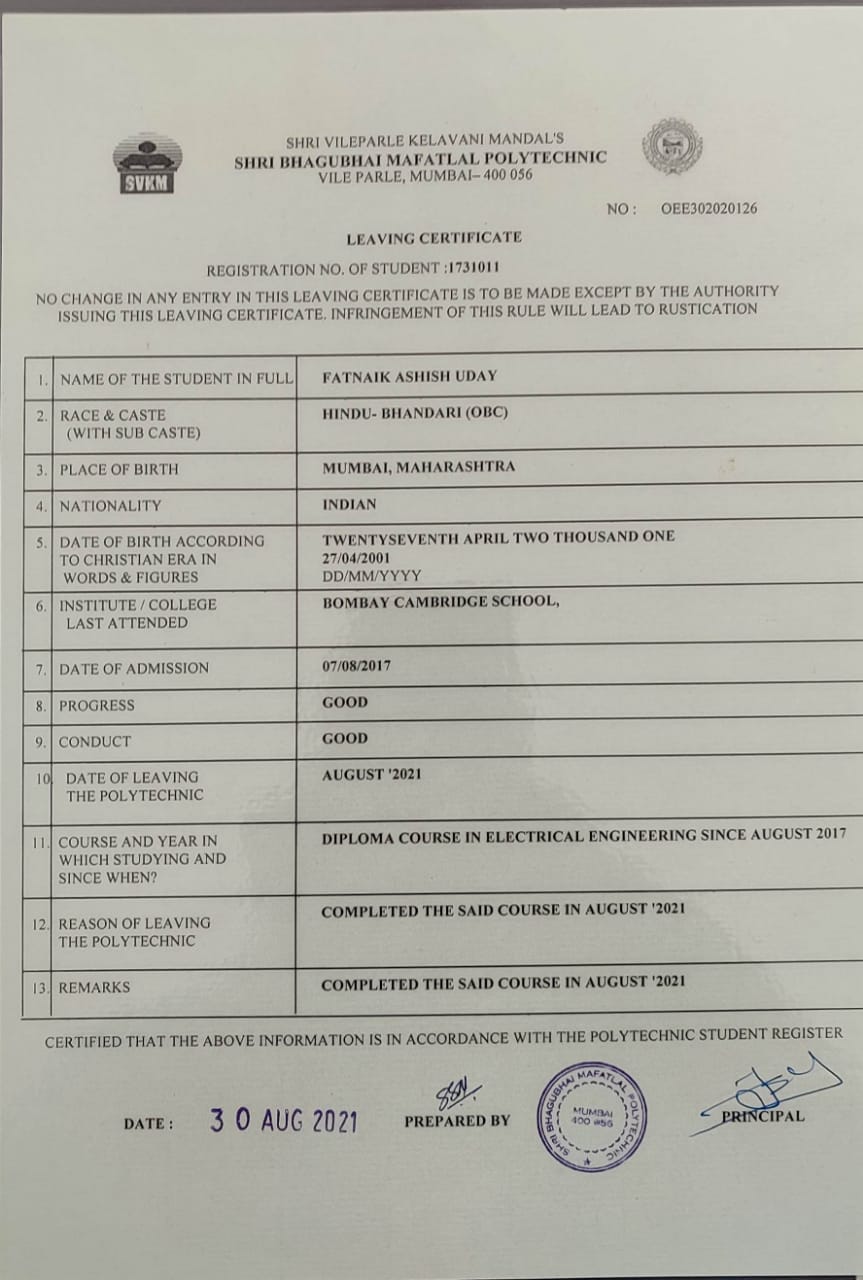 SHRI VILEPARLE KELAVANI MANDAL'S
SHRI BHAGUBHAI MAFATLAL POLYTECHNIC
VILE PARLE, MUMBAI– 400 056
SVKM
NO : OEE302020126
LEAVING CERTIFICATE
REGISTRATION NO. OF STUDENT :1731011
NO CHANGE IN ANY ENTRY IN THIS LEAVING CERTIFICATE IS TO BE MADE EXCEPT BY THE AUTHORITY
ISSUING THIS LEAVING CERTIFICATE. INFRINGEMENT OF THIS RULE WILL LEAD TO RUSTICATION
1. NAME OF THE STUDENT IN FULL FATNAIK ASHISH UDAY
2. RACE & CASTE HINDU- BHANDARI (OBC)
(WITH SUB CASTE)
3. PLACE OF BIRTH MUMBAI, MAHARASHTRA
4. NATIONALITY INDIAN
5. DATE OF BIRTH ACCORDING TWENTYSEVENTH APRIL TWO THOUSAND ONE
TO CHRISTIAN ERA IN 27/04/2001
WORDS & FIGURES DD/MM/YYYY
6. INSTITUTE / COLLEGE BOMBAY CAMBRIDGE SCHOOL,
LAST ATTENDED
7. DATE OF ADMISSION 07/08/2017
8. PROGRESS GOOD
9. CONDUCT GOOD
10. DATE OF LEAVING AUGUST '2021
THE POLYTECHNIC
11. COURSE AND YEAR IN DIPLOMA COURSE IN ELECTRICAL ENGINEERING SINCE AUGUST 2017
WHICH STUDYING AND
SINCE WHEN?
12. REASON OF LEAVING COMPLETED THE SAID COURSE IN AUGUST '2021
THE POLYTECHNIC
13. REMARKS COMPLETED THE SAID COURSE IN AUGUST '2021
CERTIFIED THAT THE ABOVE INFORMATION IS IN ACCORDANCE WITH THE POLYTECHNIC STUDENT REGISTER
DATE : 30 AUG 2021 PREPARED BY PRINCIPAL
SHRI BHAGUBHAI MAFATLAL POLYTECHNIC
MUMBAI
400 056